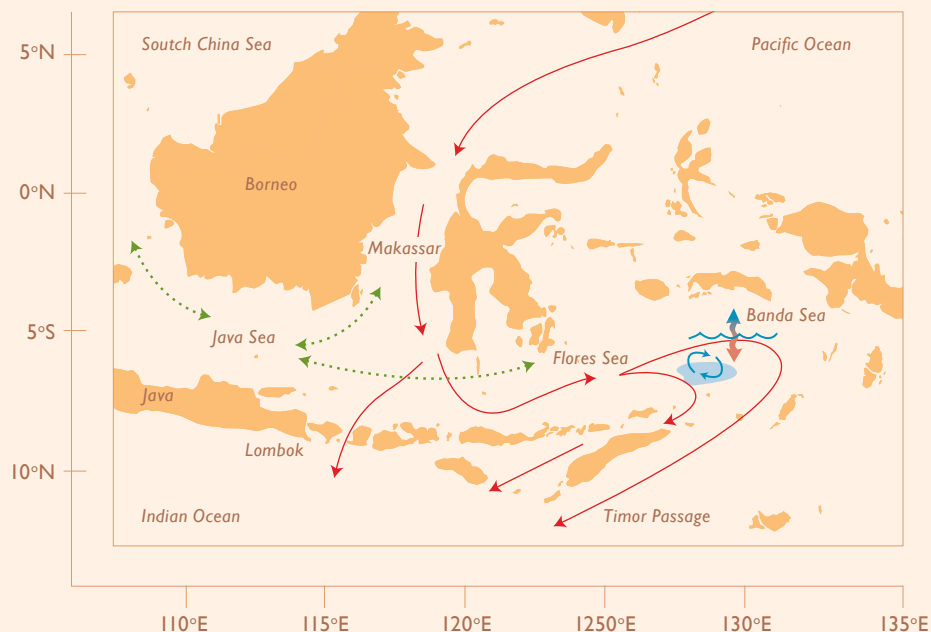 5°N
Soutch China Sea
Pacific Ocean
0°N
Borneo
Makassar
Banda Sea
5°S
Java Sea
Flores Sea
Java
Lombok
10°N
Indian Ocean
Timor Passage
110°E
115°E
120°E
1250°E
130°E
135°E